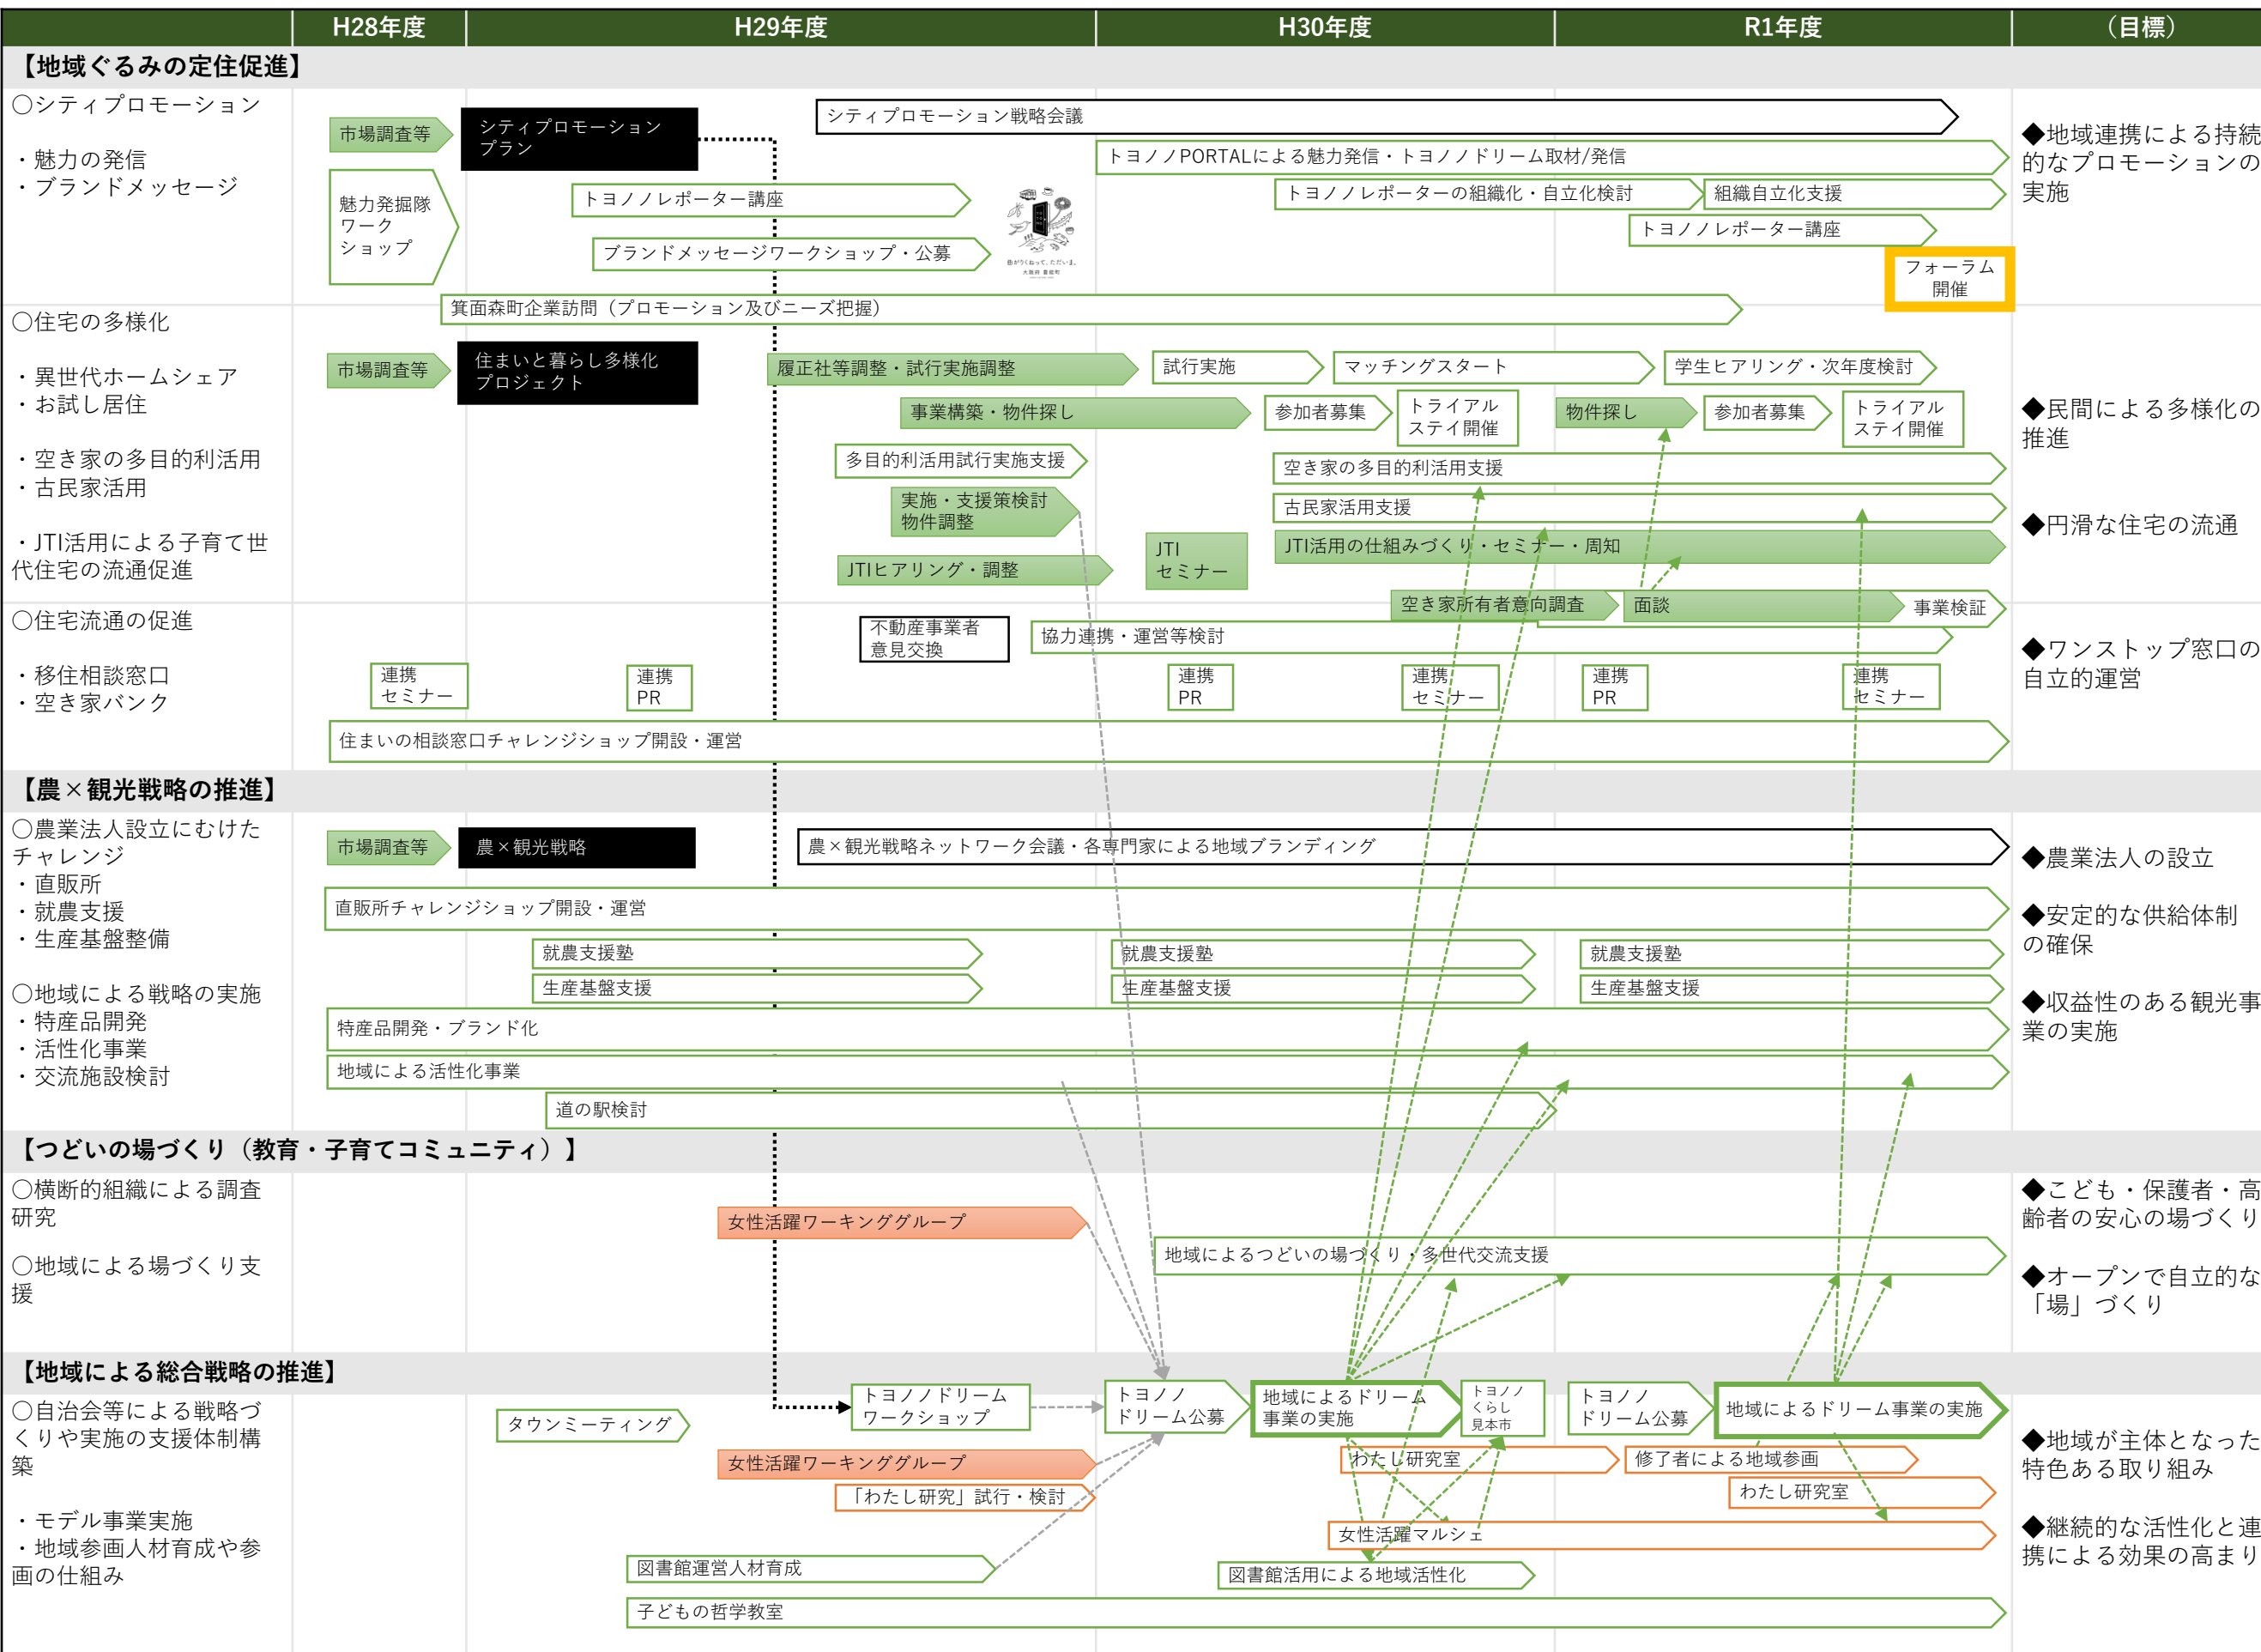 H28年度
H29年度
H30年度
R1年度
（目標）
【地域ぐるみの定住促進】
○シティプロモーション
・魅力の発信
・ブランドメッセージ
市場調査等
シティプロモーション
プラン
シティプロモーション戦略会議
トヨノノPORTALによる魅力発信・トヨノノドリーム取材/発信
魅力発掘隊
ワーク
ショップ
トヨノノレポーター講座
トヨノノレポーターの組織化・自立化検討
組織自立化支援
ブランドメッセージワークショップ・公募
曲がりくねって、ただいま。
大阪府 豊能町
トヨノノレポーター講座
フォーラム
開催
◆地域連携による持続
的なプロモーションの
実施
箕面森町企業訪問（プロモーション及びニーズ把握）
○住宅の多様化
・異世代ホームシェア
・お試し居住
・空き家の多目的利活用
・古民家活用
・JTI活用による子育て世
代住宅の流通促進
市場調査等
住まいと暮らし多様化
プロジェクト
履正社等調整・試行実施調整
試行実施
マッチングスタート
学生ヒアリング・次年度検討
事業構築・物件探し
参加者募集
トライアル
ステイ開催
物件探し
参加者募集
トライアル
ステイ開催
多目的利活用試行実施支援
空き家の多目的利活用支援
実施・支援策検討
物件調整
古民家活用支援
JTIヒアリング・調整
JTI
セミナー
JTI活用の仕組みづくり・セミナー・周知
◆民間による多様化の
推進
◆円滑な住宅の流通
○住宅流通の促進
・移住相談窓口
・空き家バンク
空き家所有者意向調査
面談
事業検証
不動産事業者
意見交換
協力連携・運営等検討
連携
セミナー
連携
PR
連携
PR
連携
セミナー
連携
PR
連携
セミナー
住まいの相談窓口チャレンジショップ開設・運営
◆ワンストップ窓口の
自立的運営
【農×観光戦略の推進】
○農業法人設立にむけた
チャレンジ
・直販所
・就農支援
・生産基盤整備
○地域による戦略の実施
・特産品開発
・活性化事業
・交流施設検討
市場調査等
農×観光戦略
農×観光戦略ネットワーク会議・各専門家による地域ブランディング
直販所チャレンジショップ開設・運営
就農支援塾
就農支援塾
就農支援塾
生産基盤支援
生産基盤支援
生産基盤支援
特産品開発・ブランド化
地域による活性化事業
道の駅検討
◆農業法人の設立
◆安定的な供給体制
の確保
◆収益性のある観光事
業の実施
【つどいの場づくり（教育・子育てコミュニティ）】
○横断的組織による調査
研究
○地域による場づくり支
援
女性活躍ワーキンググループ
地域によるつどいの場づくり・多世代交流支援
◆こども・保護者・高
齢者の安心の場づくり
◆オープンで自立的な
「場」づくり
【地域による総合戦略の推進】
○自治会等による戦略づ
くりや実施の支援体制構
築
・モデル事業実施
・地域参画人材育成や参
画の仕組み
タウンミーティング
トヨノノドリーム
ワークショップ
トヨノノ
ドリーム公募
地域によるドリーム
事業の実施
トヨノノ
くらし
見本市
トヨノノ
ドリーム公募
地域によるドリーム事業の実施
女性活躍ワーキンググループ
わたし研究室
修了者による地域参画
「わたし研究」試行・検討
わたし研究室
女性活躍マルシェ
図書館運営人材育成
図書館活用による地域活性化
子どもの哲学教室
◆地域が主体となった
特色ある取り組み
◆継続的な活性化と連
携による効果の高まり